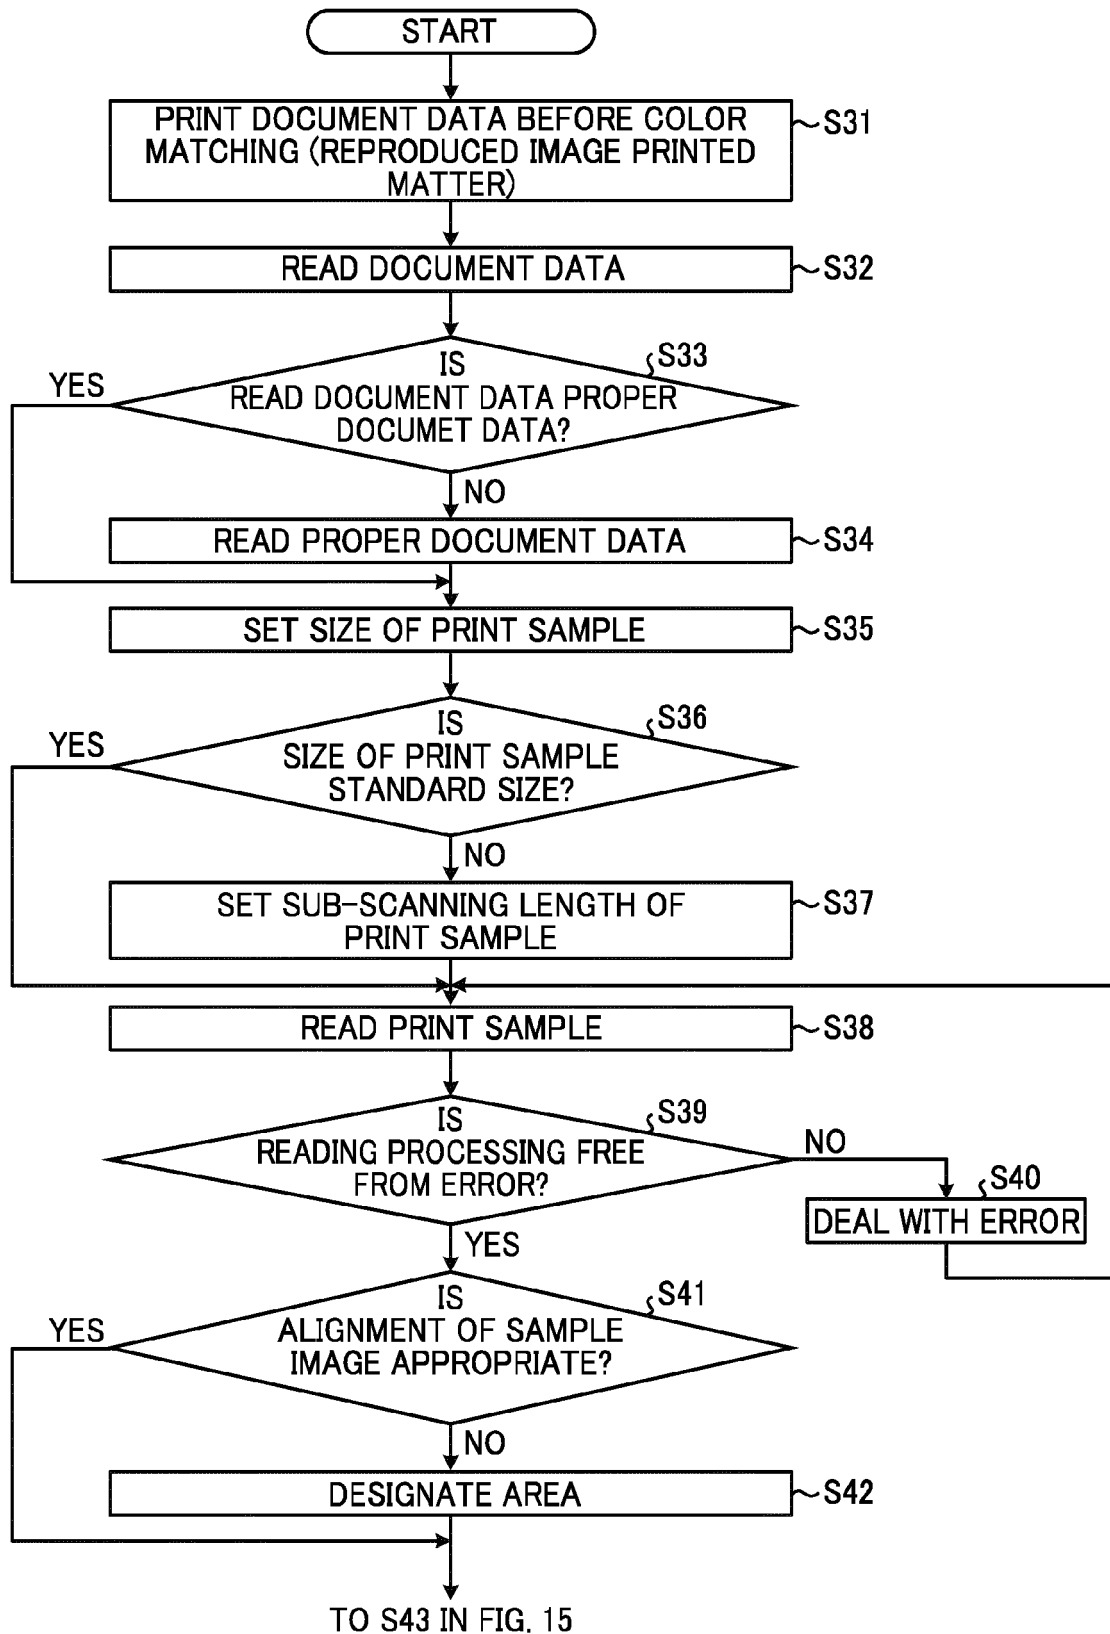 START
PRINT DOCUMENT DATA BEFORE COLOR
MATCHING (REPRODUCED IMAGE PRINTED
MATTER)
S31
READ DOCUMENT DATA
S32
S33
IS
READ DOCUMENT DATA PROPER
DOCUMET DATA?
YES
NO
READ PROPER DOCUMENT DATA
S34
SET SIZE OF PRINT SAMPLE
S35
S36
IS
SIZE OF PRINT SAMPLE
STANDARD SIZE?
YES
NO
SET SUB-SCANNING LENGTH OF
PRINT SAMPLE
S37
READ PRINT SAMPLE
S38
S39
IS
READING PROCESSING FREE
FROM ERROR?
NO
S40
DEAL WITH ERROR
YES
S41
IS
ALIGNMENT OF SAMPLE
IMAGE APPROPRIATE?
YES
NO
DESIGNATE AREA
S42
TO S43 IN FIG. 15